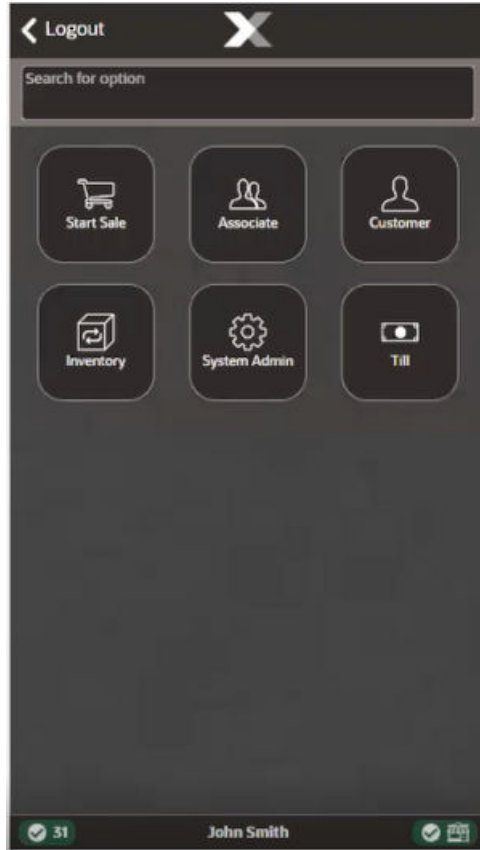 Logout
Search for option
Start Sale
Associate
Customer
Inventory
System Admin
Till
31
John Smith